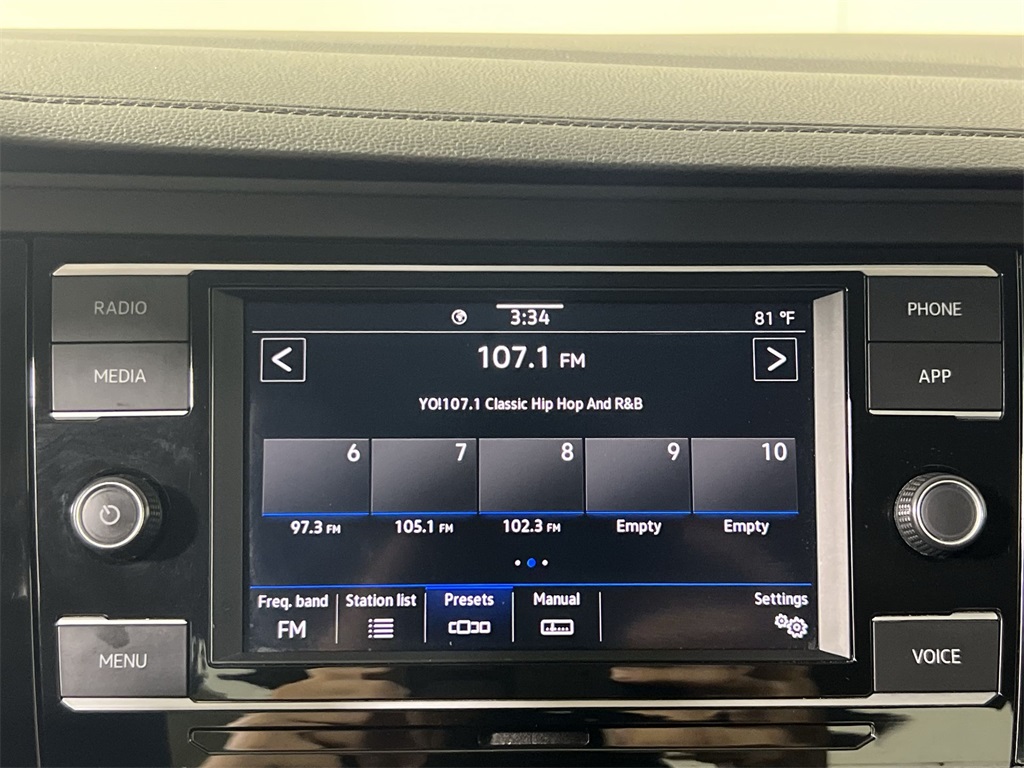 RADIO
MEDIA
MENU
PHONE
APP
VOICE
3:34
81 °F
<
107.1 FM
>
YO!107.1 Classic Hip Hop And R&B
6 7 8 9 10
97.3 FM 105.1 FM 102.3 FM Empty Empty
Freq. band Station list Presets Manual Settings
FM